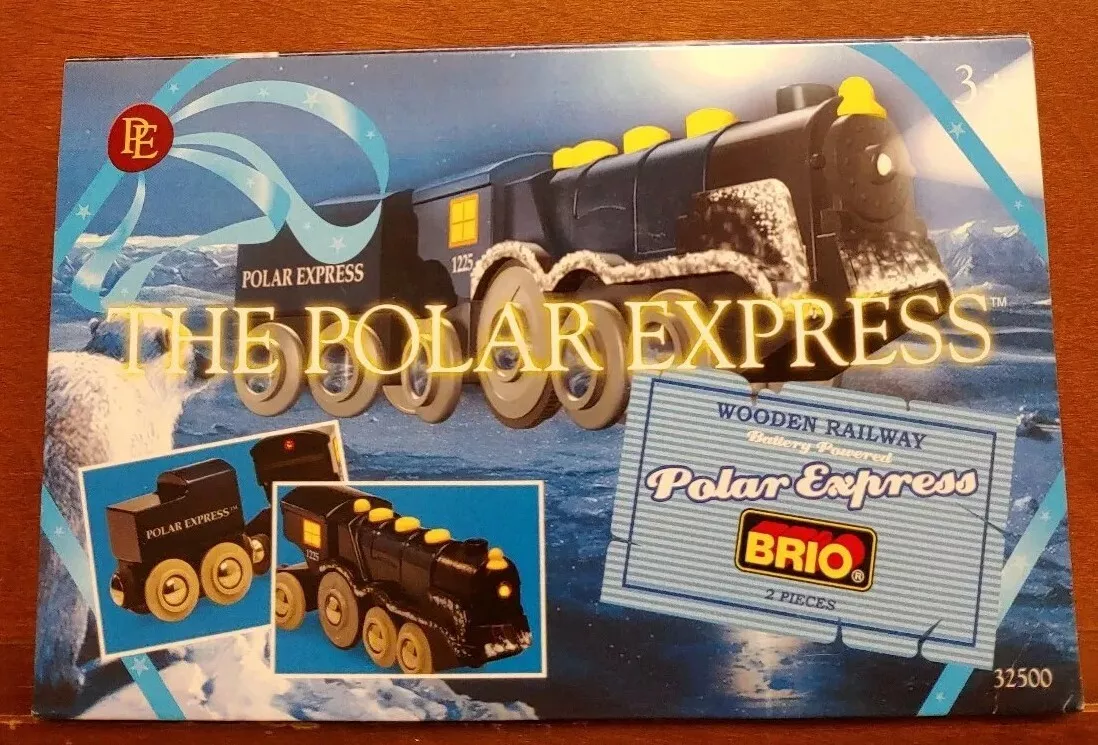 PE
3+
POLAR EXPRESS
1225
THE POLAR EXPRESS™
WOODEN RAILWAY
Battery Powered
Polar Express
BRIO®
2 PIECES
POLAR EXPRESS™
1225
32500